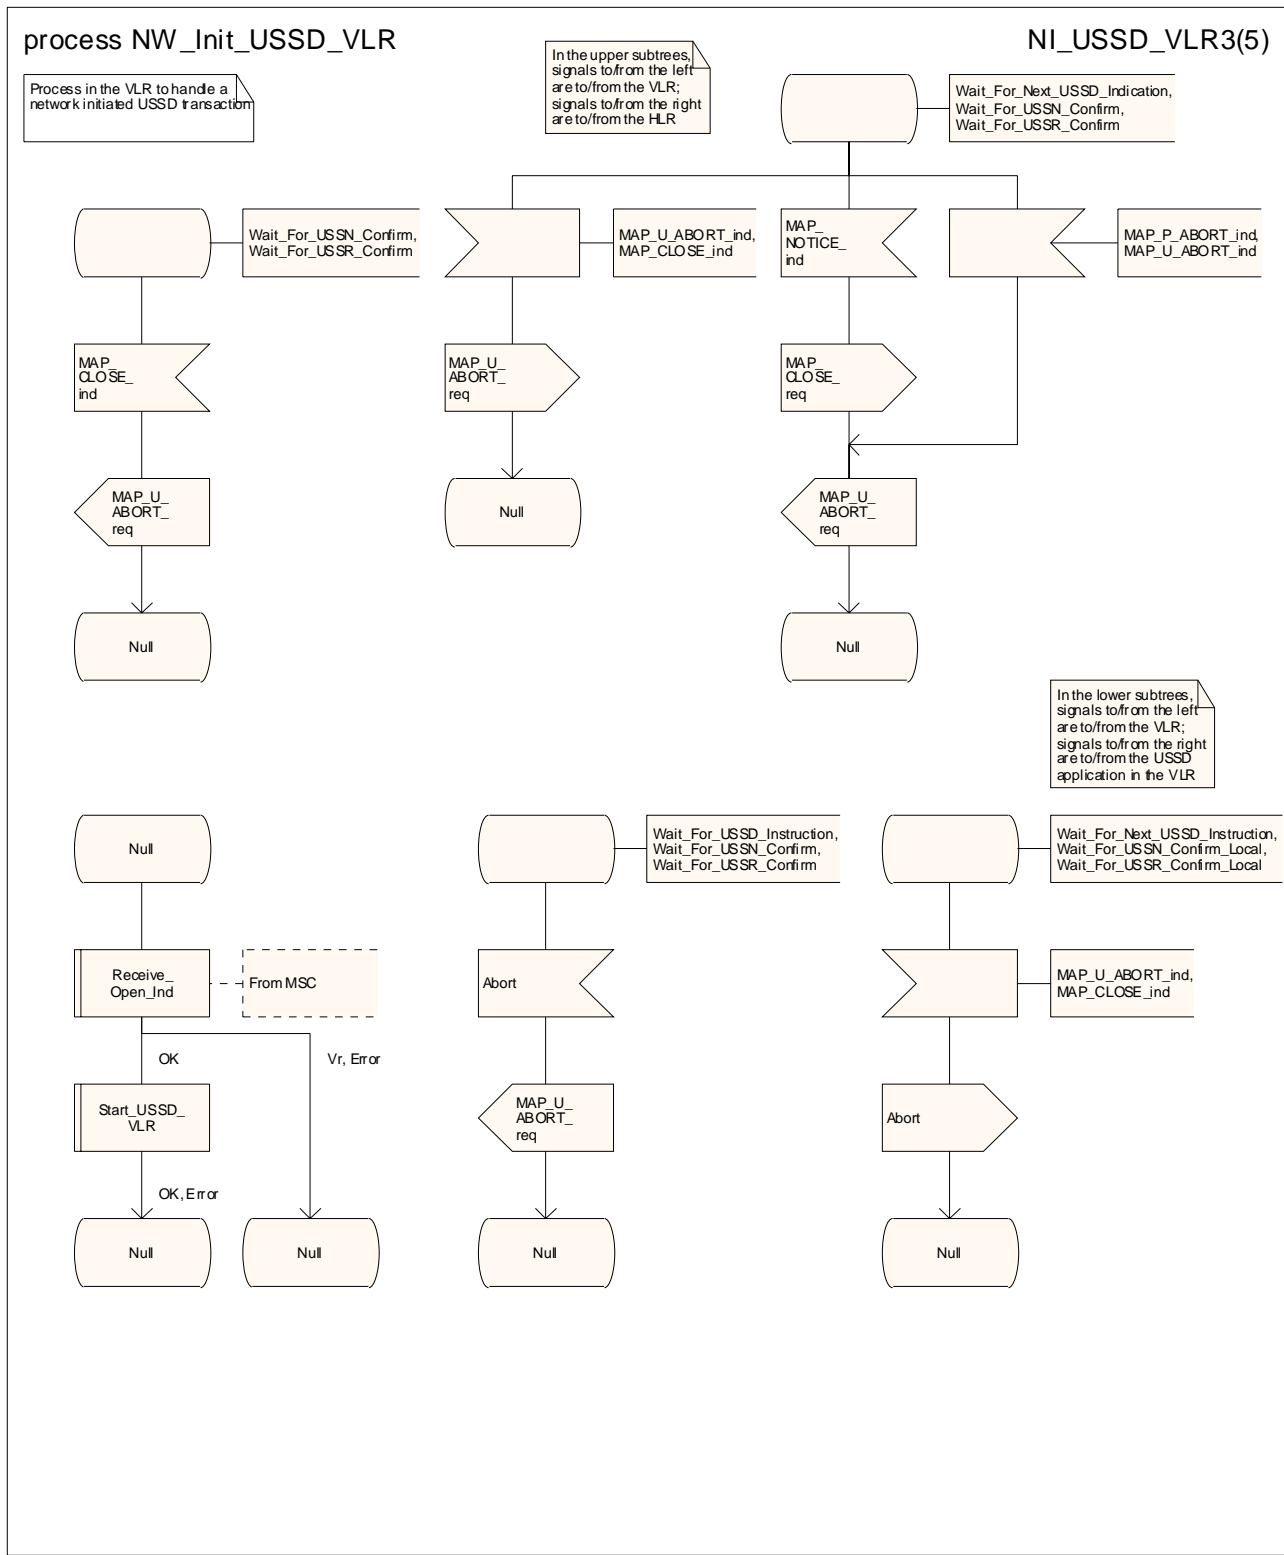 process NW_Init_USSD_VLR
NI_USSD_VLR3(5)
Process in the VLR to handle a
network initiated USSD transaction
In the upper subtrees,
signals to/from the left
are to/from the VLR;
signals to/from the right
are to/from the HLR
Wait_For_Next_USSD_Indication,
Wait_For_USSN_Confirm,
Wait_For_USSR_Confirm
Wait_For_USSN_Confirm,
Wait_For_USSR_Confirm
MAP_U_ABORT_ind,
MAP_CLOSE_ind
MAP_
NOTICE_
ind
MAP_P_ABORT_ind,
MAP_U_ABORT_ind
MAP_
CLOSE_
ind
MAP_U_
ABORT_
req
MAP_
CLOSE_
req
MAP_U_
ABORT_
req
Null
MAP_U_
ABORT_
req
Null
Null
In the lower subtrees,
signals to/from the left
are to/from the VLR;
signals to/from the right
are to/from the USSD
application in the VLR
Null
Wait_For_USSD_Instruction,
Wait_For_USSN_Confirm,
Wait_For_USSR_Confirm
Wait_For_Next_USSD_Instruction,
Wait_For_USSN_Confirm_Local,
Wait_For_USSR_Confirm_Local
Receive_
Open_Ind
From MSC
Abort
MAP_U_ABORT_ind,
MAP_CLOSE_ind
OK
Vr, Error
Start_USSD_
VLR
MAP_U_
ABORT_
req
Abort
OK, Error
Null
Null
Null
Null